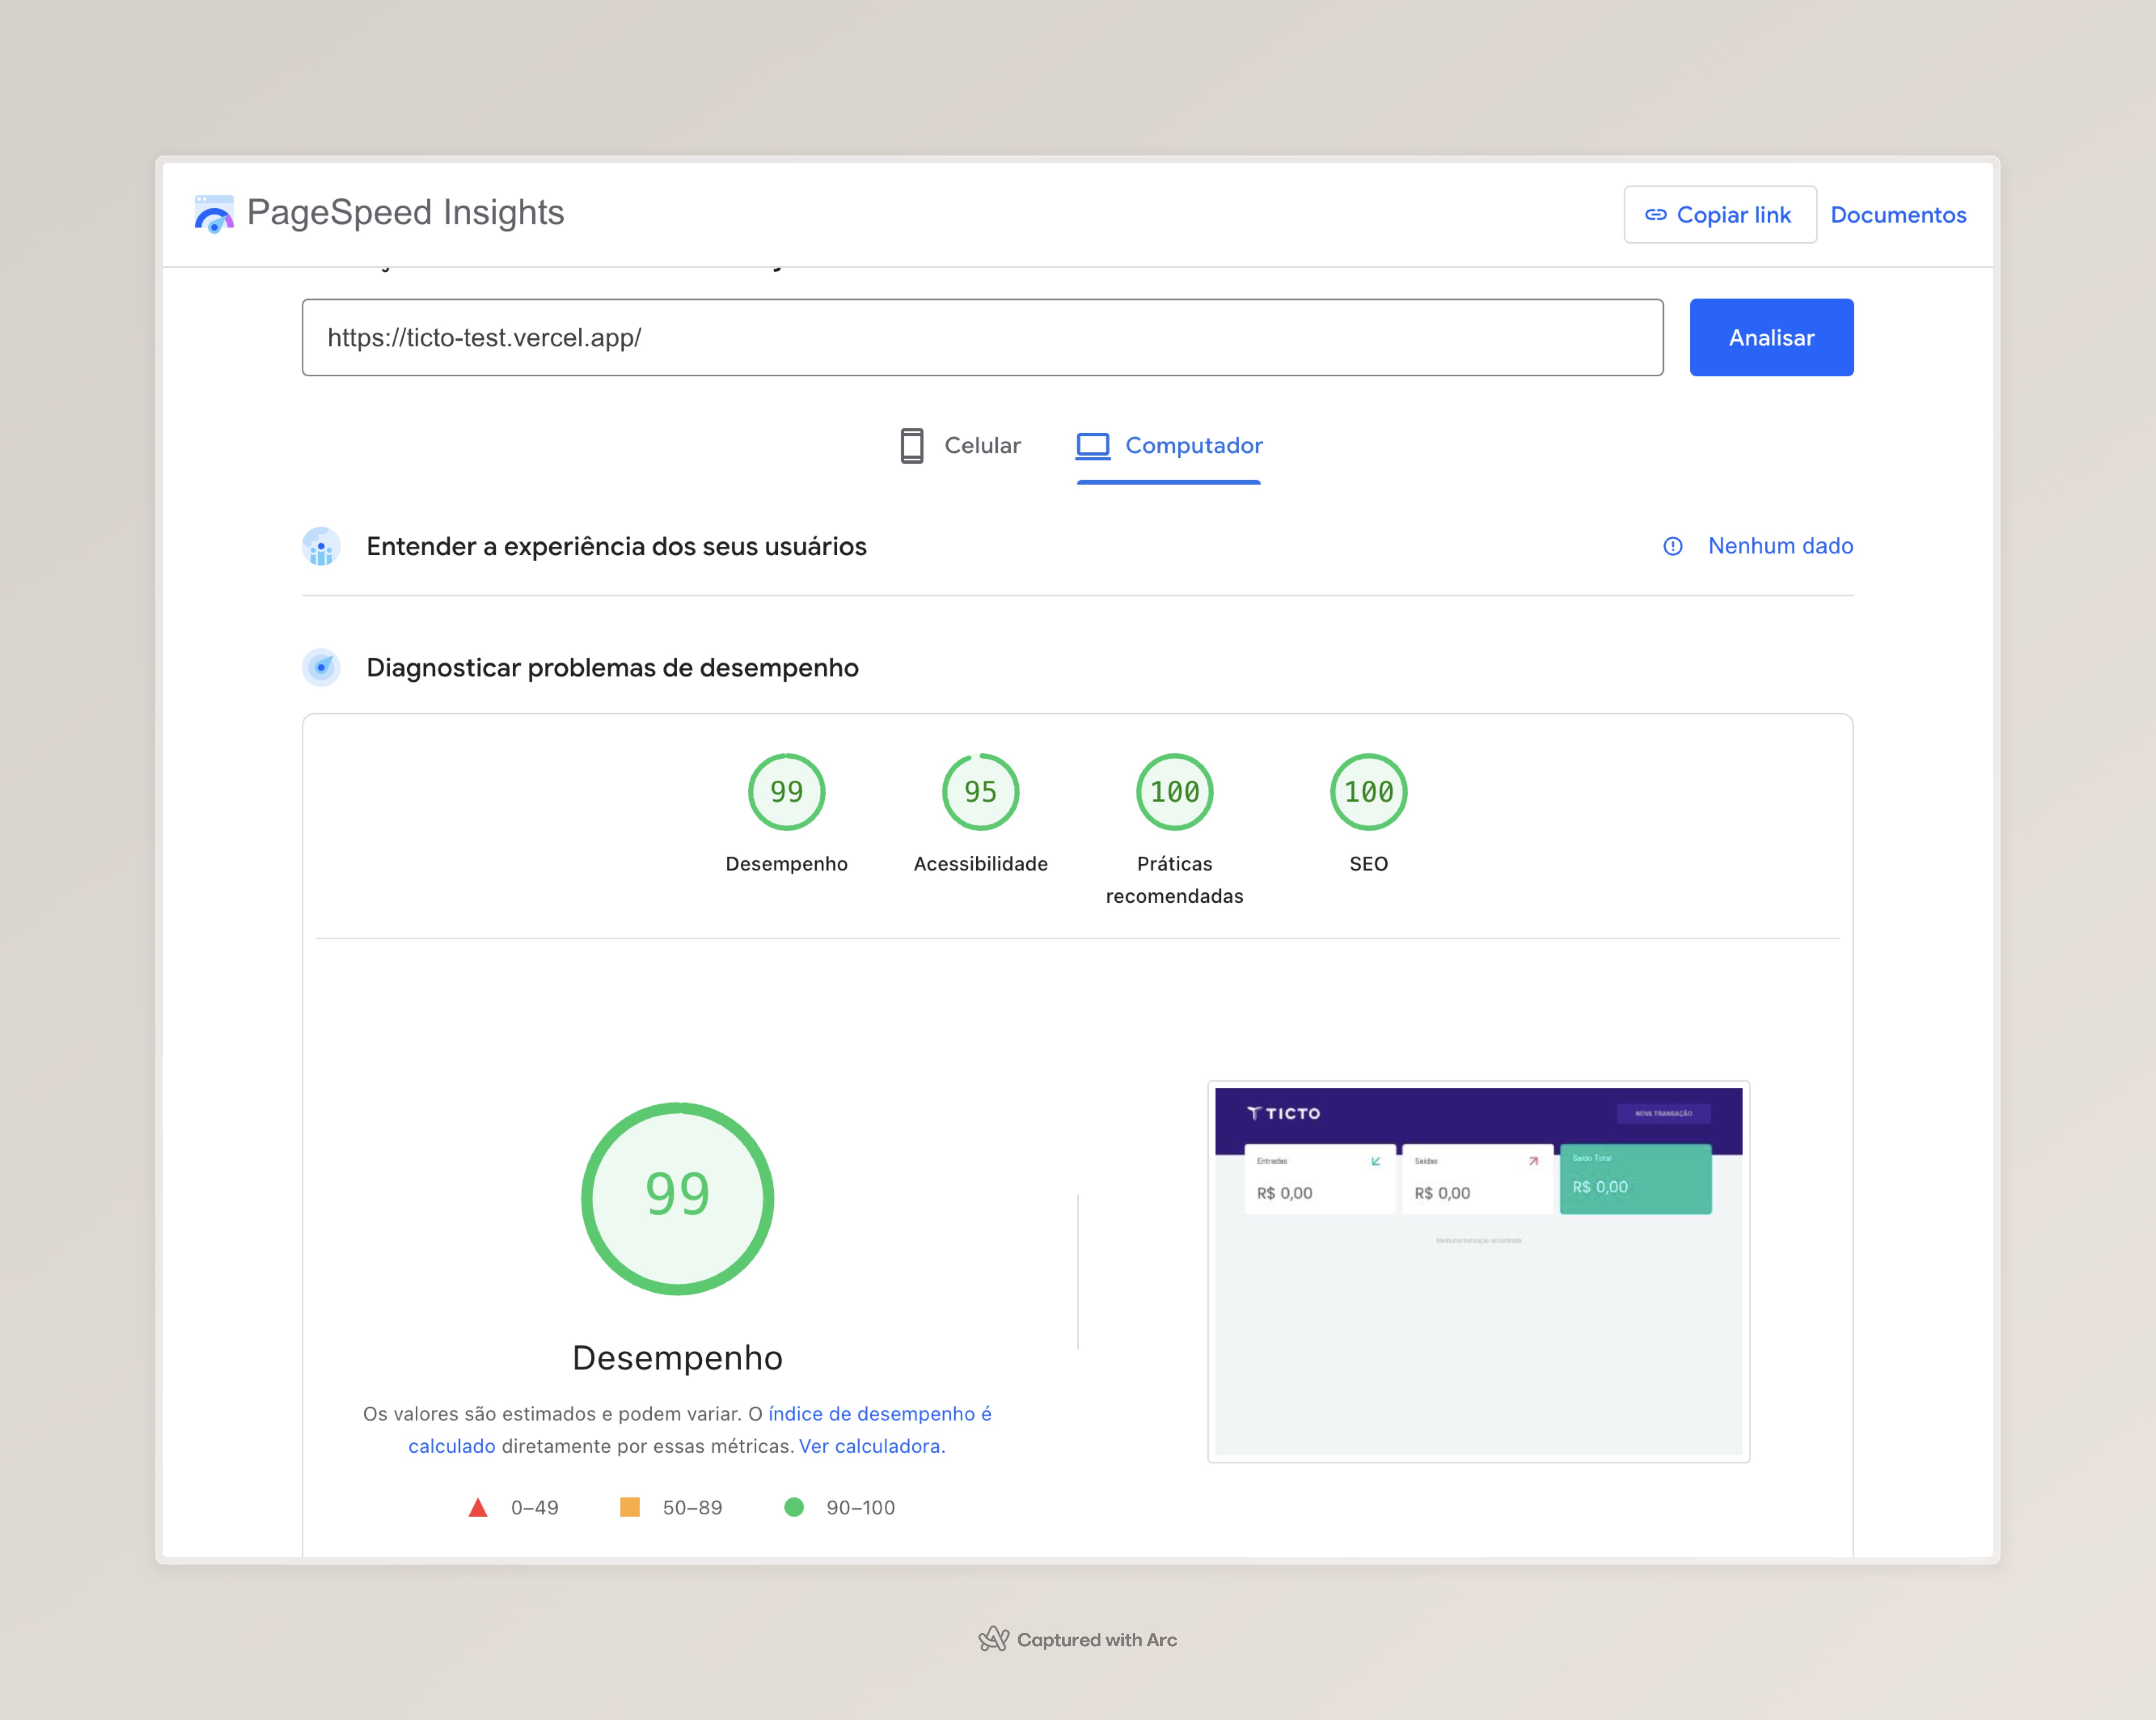 PageSpeed Insights
Copiar link
Documentos
https://ticto-test.vercel.app/
Analisar
Celular
Computador
Entender a experiência dos seus usuários
Nenhum dado
Diagnosticar problemas de desempenho
99
95
100
100
Desempenho
Acessibilidade
Práticas
recomendadas
SEO
99
Desempenho
Os valores são estimados e podem variar. O índice de desempenho é
calculado diretamente por essas métricas. Ver calculadora.
0–49
50–89
90–100
TICTO
NOVA TRANSAÇÃO
Entradas
R$ 0,00
Saídas
R$ 0,00
Saldo Total
R$ 0,00
Nenhuma transação encontrada
Captured with Arc